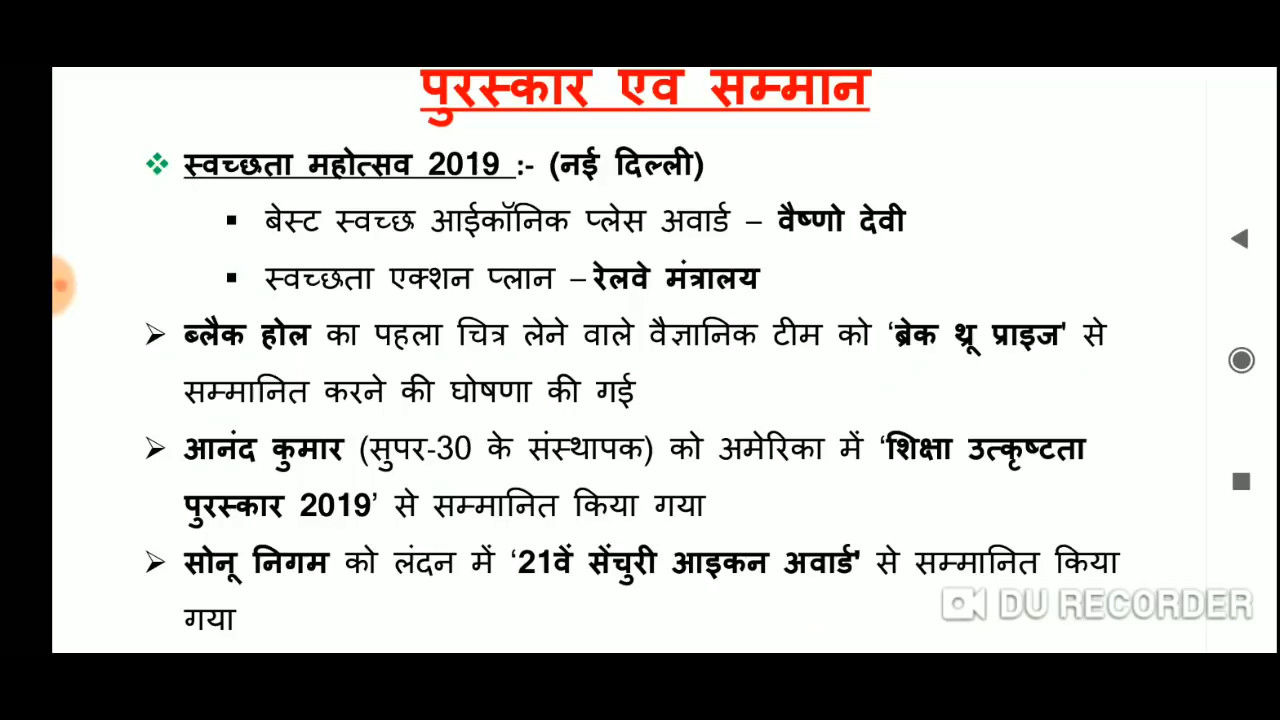 पुरस्कार एव सम्मान
❖ स्वच्छता महोत्सव 2019 :- (नई दिल्ली)
▪ बेस्ट स्वच्छ आईकॉनिक प्लेस अवार्ड – वैष्णो देवी
▪ स्वच्छता एक्शन प्लान – रेलवे मंत्रालय
➢ ब्लैक होल का पहला चित्र लेने वाले वैज्ञानिक टीम को ‘ब्रेक थ्रू प्राइज' से
सम्मानित करने की घोषणा की गई
➢ आनंद कुमार (सुपर-30 के संस्थापक) को अमेरिका में ‘शिक्षा उत्कृष्टता
पुरस्कार 2019’ से सम्मानित किया गया
➢ सोनू निगम को लंदन में ‘21वें सेंचुरी आइकन अवार्ड' से सम्मानित किया
गया
DU RECORDER